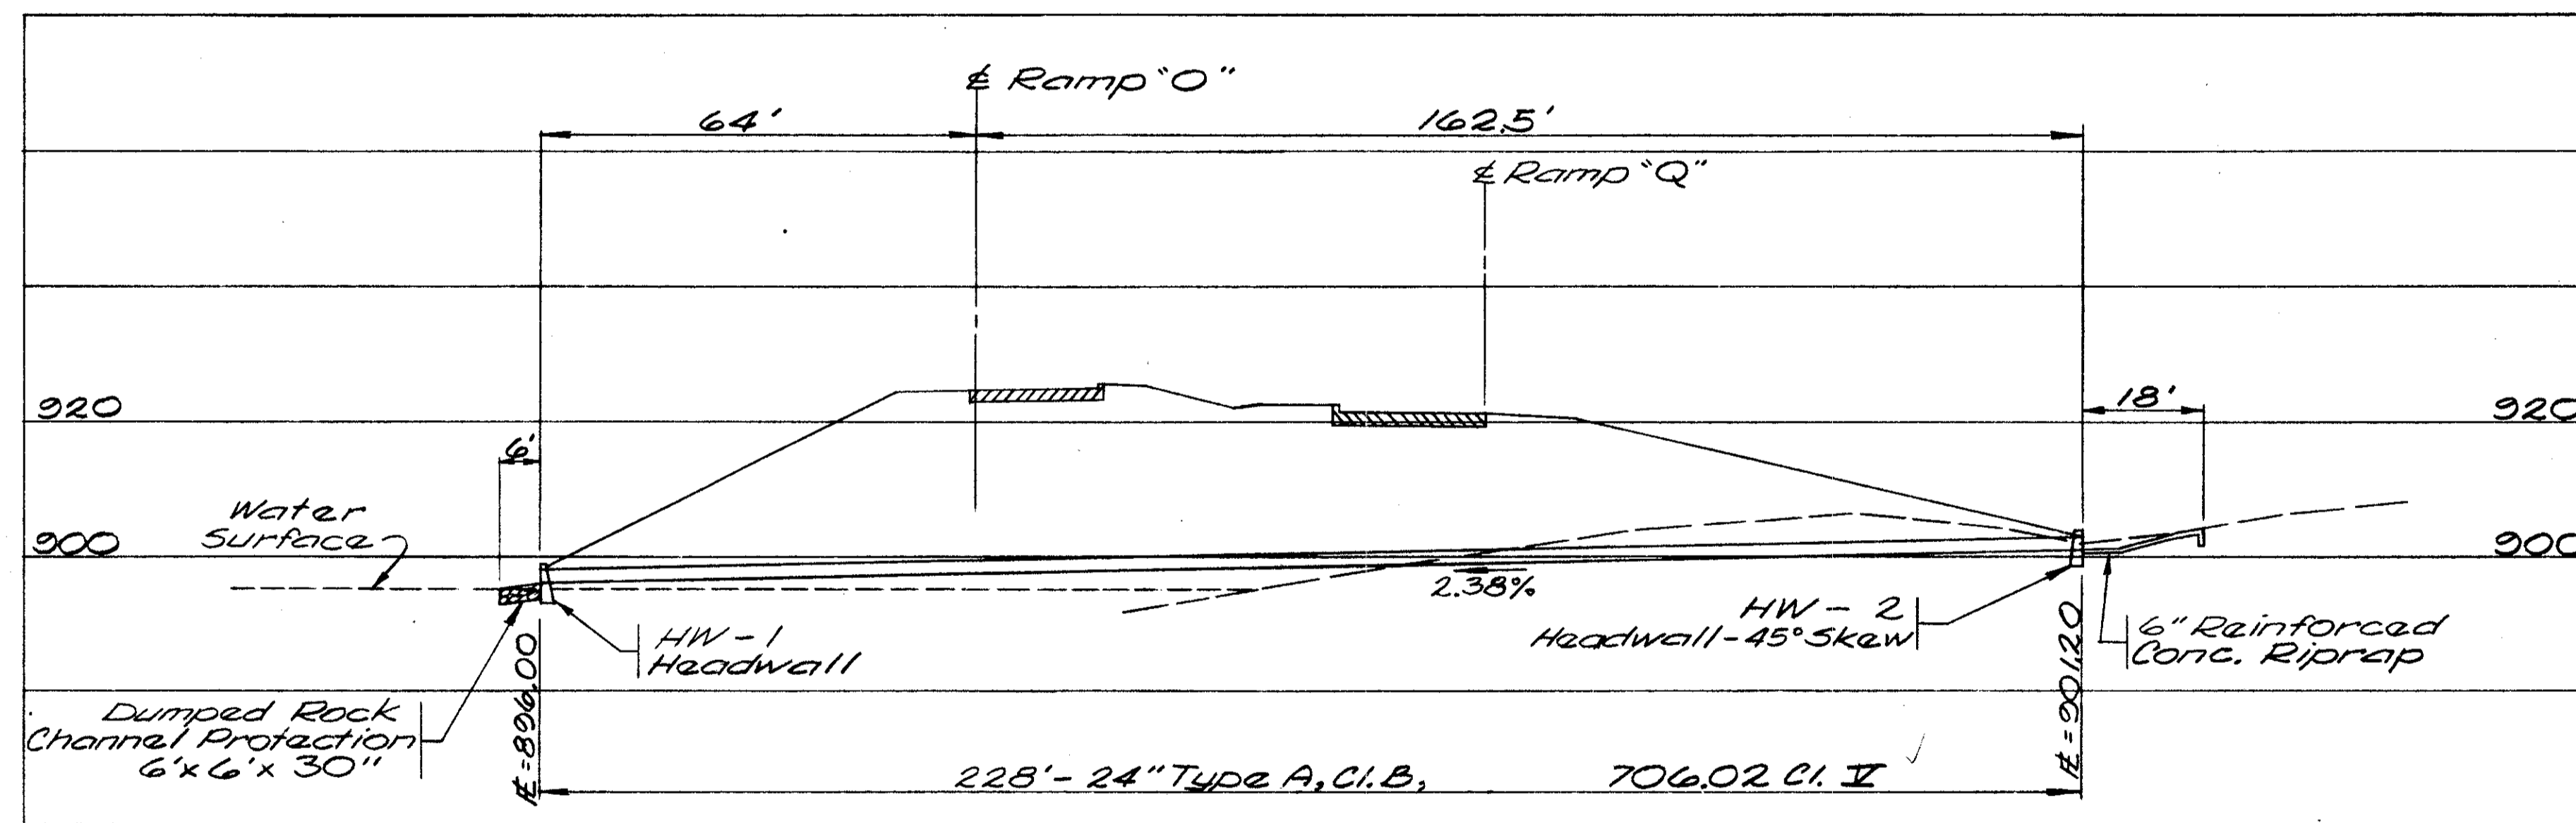 ℄ Ramp "O"
64'
162.5'
℄ Ramp "Q"
920
18'
920
6'
Water
Surface
900
900
2.38%
HW-1
Headwall
HW - 2
Headwall-45° Skew
6" Reinforced
Conc. Riprap
Dumped Rock
Channel Protection
6'x 6'x 30"
=896.00
=901.20
228'- 24" Type A, Cl. B, 706.02 Cl. V